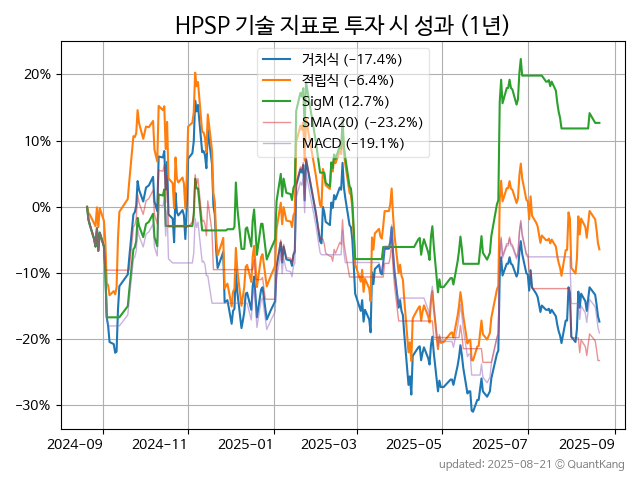 HPSP 기술 지표로 투자 시 성과 (1년)
거치식 (-17.4%)
적립식 (-6.4%)
SigM (12.7%)
SMA(20) (-23.2%)
MACD (-19.1%)
20%
10%
0%
-10%
-20%
-30%
2024-09 2024-11 2025-01 2025-03 2025-05 2025-07 2025-09
updated: 2025-08-21 © QuantKang